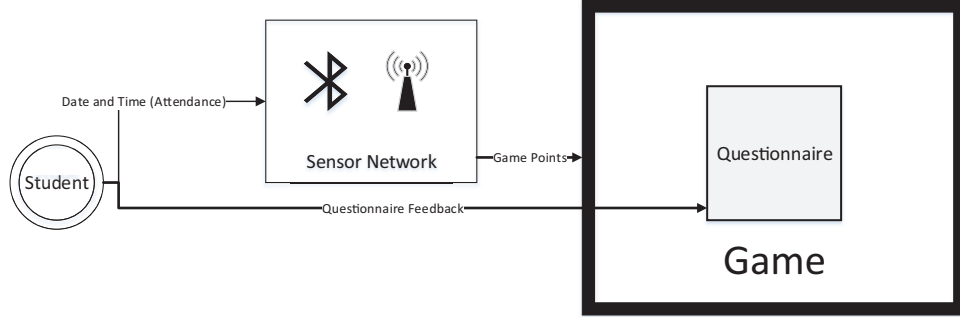 Date and Time (Attendance)
Sensor Network
Game Points
Questionnaire
Student
Questionnaire Feedback
Game